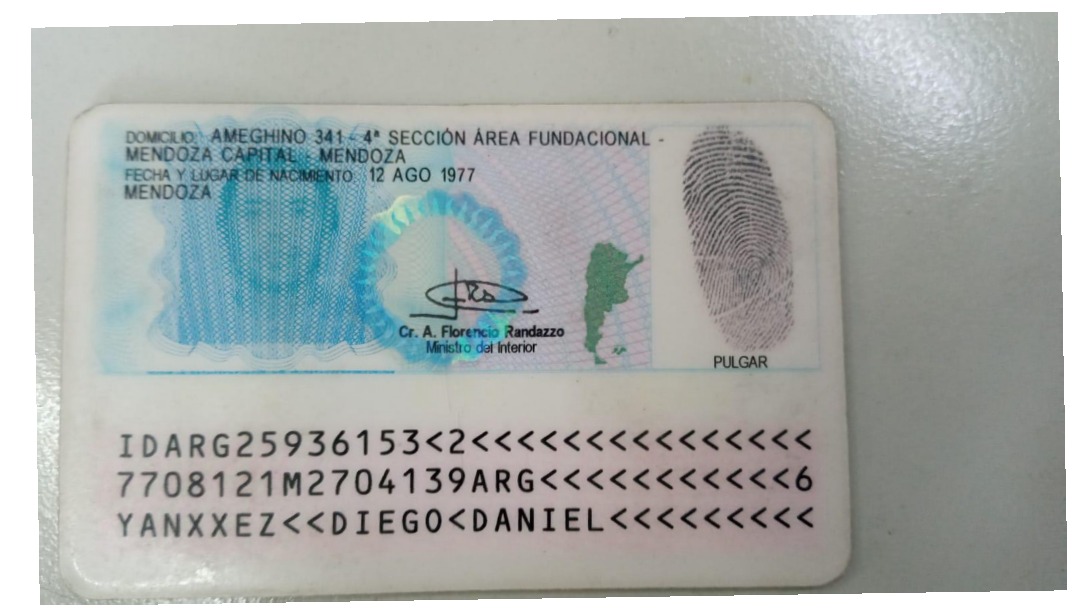 DOMICILIO: AMEGHINO 341 - 4ª SECCIÓN ÁREA FUNDACIONAL -
MENDOZA CAPITAL - MENDOZA
FECHA Y LUGAR DE NACIMIENTO: 12 AGO 1977
MENDOZA
Cr. A. Florencio Randazzo
Ministro del Interior
PULGAR
IDARG25936153<2<<<<<<<<<<<<<<<
7708121M2704139ARG<<<<<<<<<<<6
YANXXEZ<<DIEGO<DANIEL<<<<<<<<<